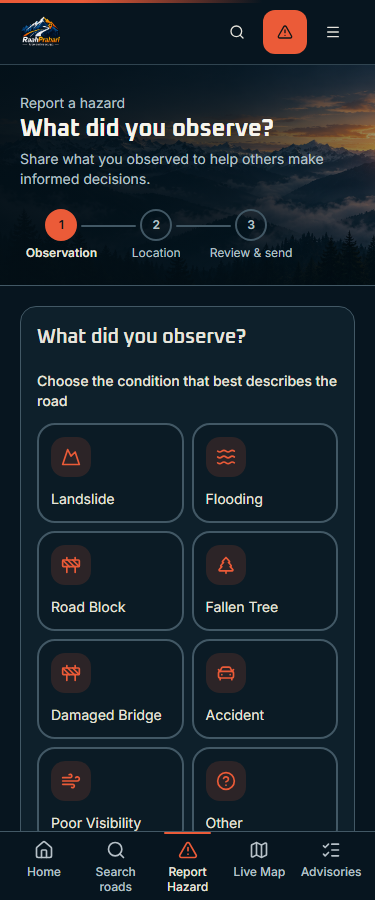 RaahPrahari
Report a hazard
What did you observe?
Share what you observed to help others make
informed decisions.
1
2
3
Observation
Location
Review & send
What did you observe?
Choose the condition that best describes the
road
Landslide
Flooding
Road Block
Fallen Tree
Damaged Bridge
Accident
Poor Visibility
Other
Home
Search
roads
Report
Hazard
Live Map
Advisories